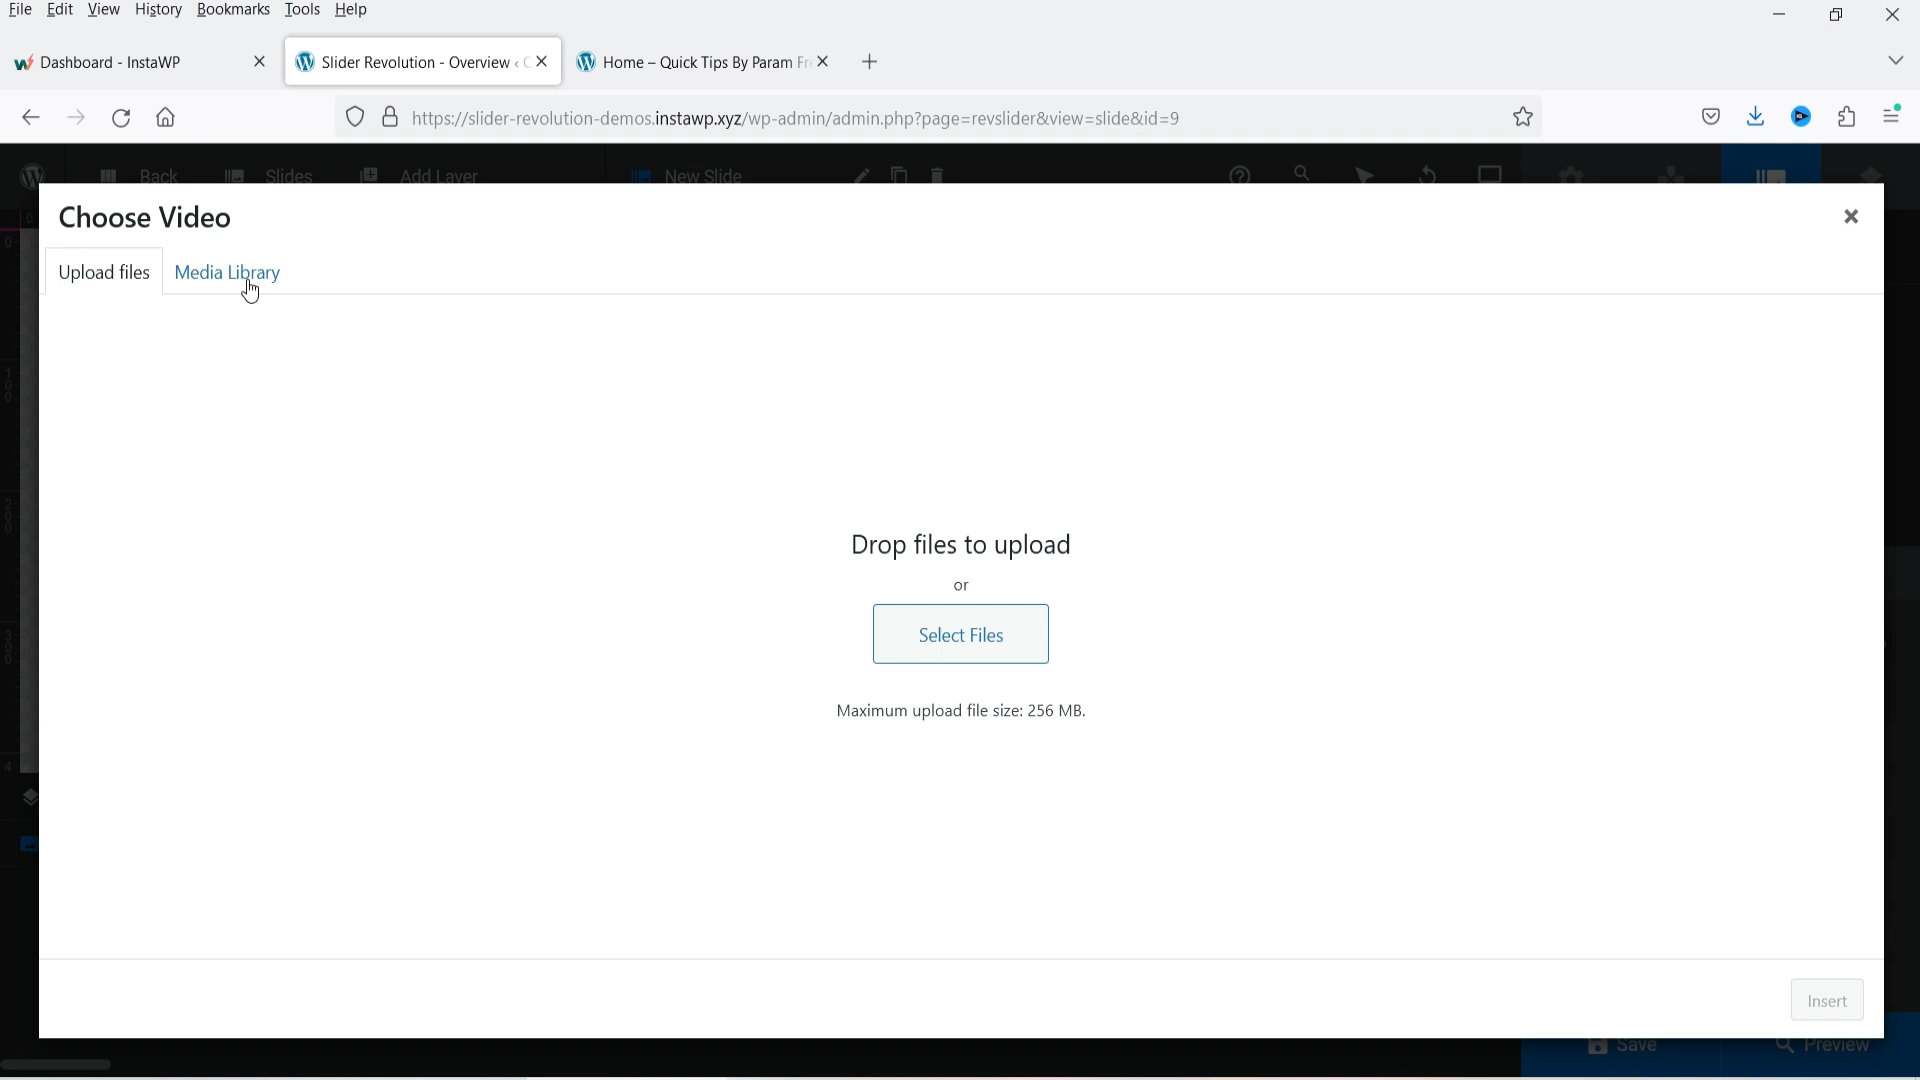 File Edit View History Bookmarks Tools Help
Dashboard - InstaWP
Slider Revolution - Overview ‹
Home – Quick Tips By Param Fr
https://slider-revolution-demos.instawp.xyz/wp-admin/admin.php?page=revslider&view=slide&id=9
Back Slides Add Layer New Slide
Choose Video
Upload files Media Library
Drop files to upload
or
Select Files
Maximum upload file size: 256 MB.
Insert
Save Preview